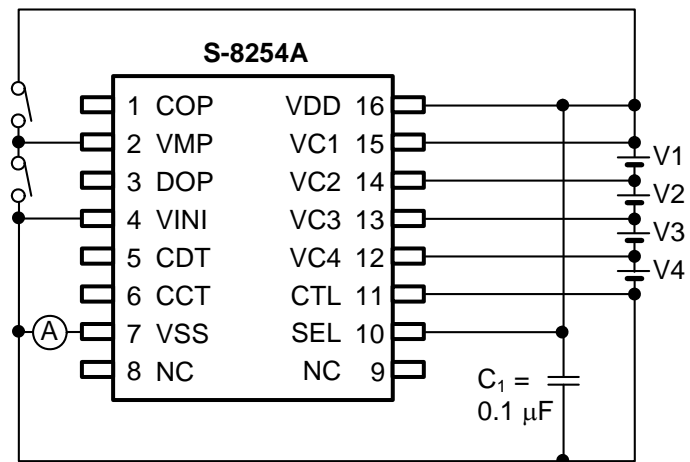 S-8254A
1 COP VDD 16
2 VMP VC1 15
3 DOP VC2 14
4 VINI VC3 13
5 CDT VC4 12
6 CCT CTL 11
7 VSS SEL 10
8 NC NC 9
A
V1
V2
V3
V4
C₁ =
0.1 μF